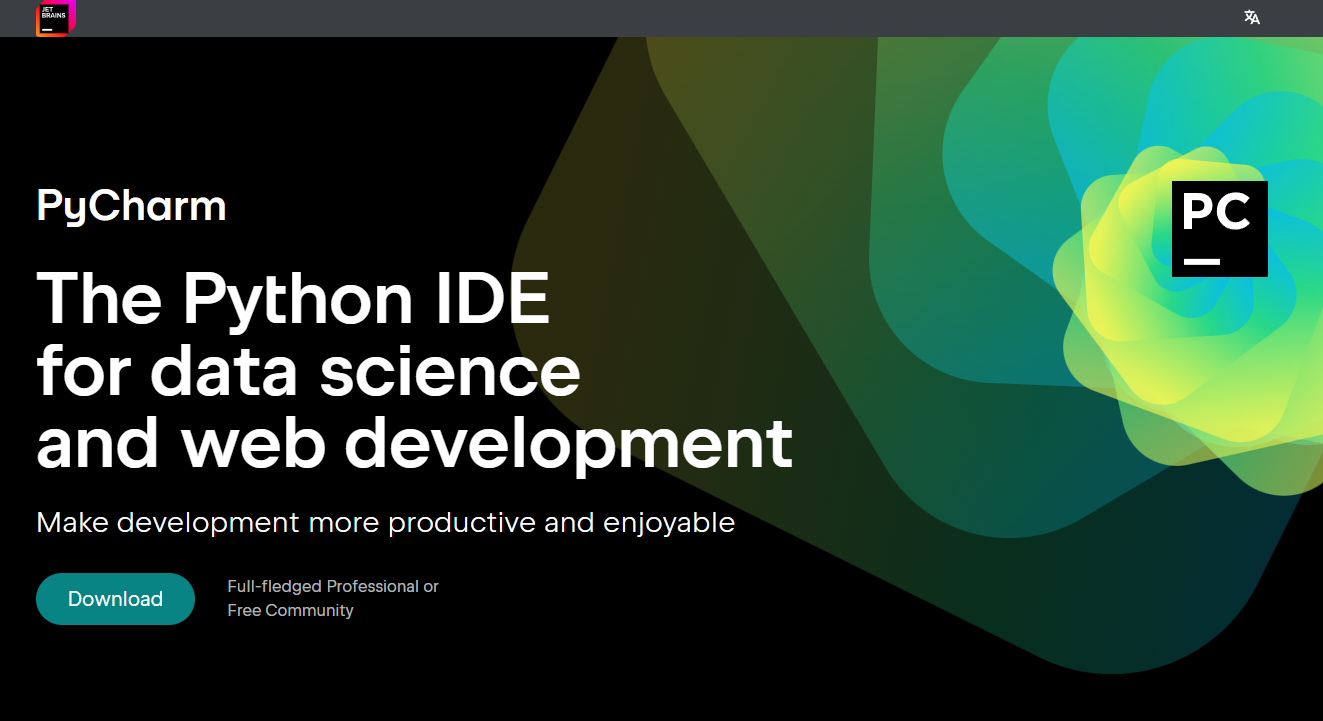 JET
BRAINS
PyCharm
PC
The Python IDE
for data science
and web development
Make development more productive and enjoyable
Download
Full-fledged Professional or
Free Community